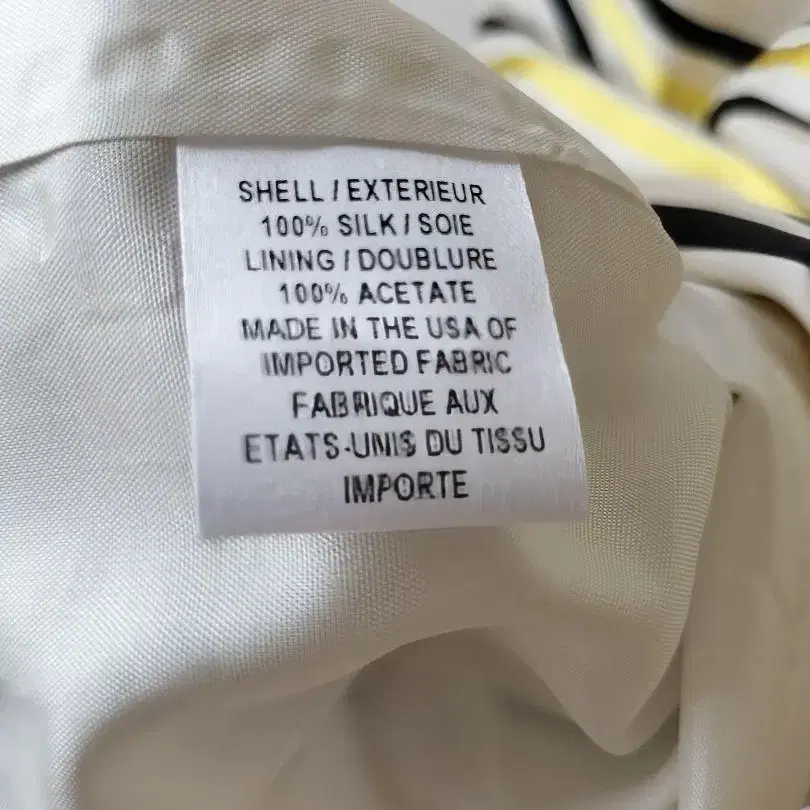 SHELL / EXTERIEUR
100% SILK / SOIE
LINING / DOUBLURE
100% ACETATE
MADE IN THE USA OF
IMPORTED FABRIC
FABRIQUE AUX
ETATS-UNIS DU TISSU
IMPORTE